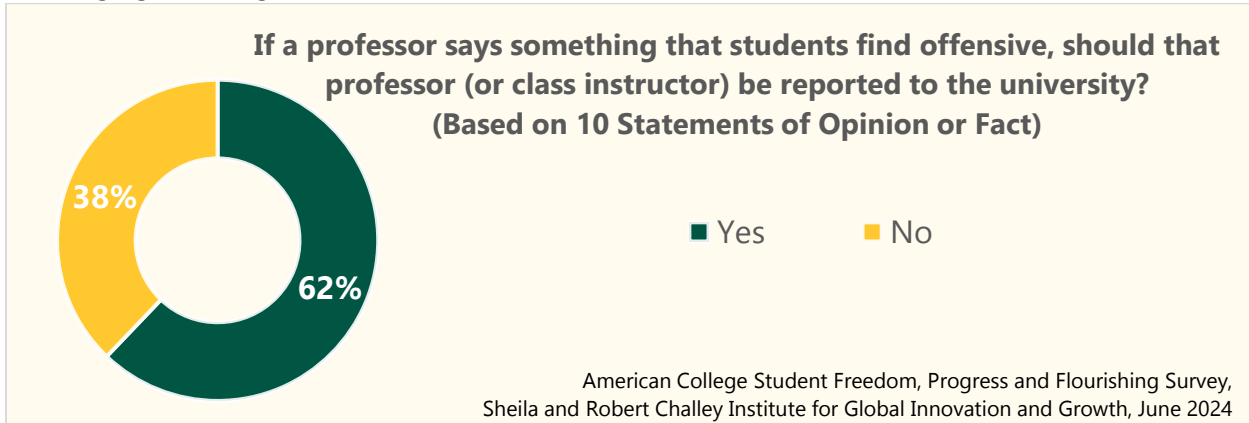 If a professor says something that students find offensive, should that
professor (or class instructor) be reported to the university?
(Based on 10 Statements of Opinion or Fact)
38%
62%
Yes
No
American College Student Freedom, Progress and Flourishing Survey,
Sheila and Robert Challey Institute for Global Innovation and Growth, June 2024